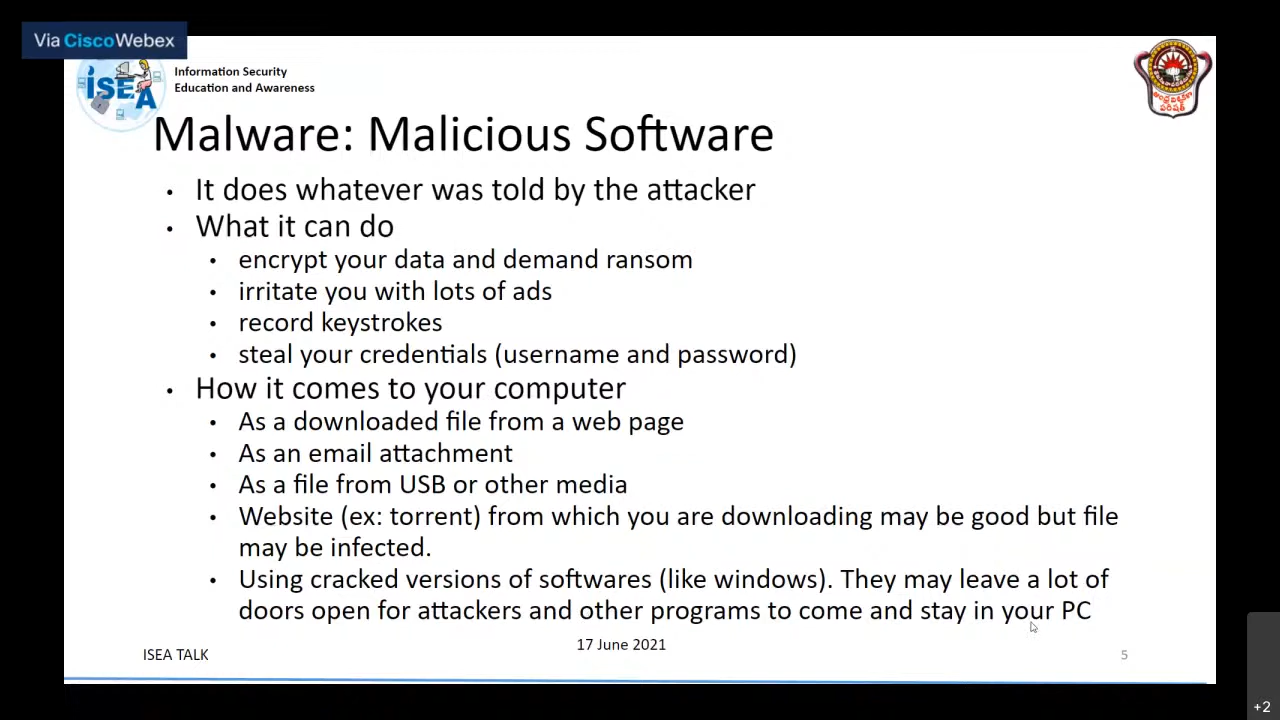 Via Cisco Webex
ISEA
Information Security
Education and Awareness
Malware: Malicious Software
• It does whatever was told by the attacker
• What it can do
• encrypt your data and demand ransom
• irritate you with lots of ads
• record keystrokes
• steal your credentials (username and password)
• How it comes to your computer
• As a downloaded file from a web page
• As an email attachment
• As a file from USB or other media
• Website (ex: torrent) from which you are downloading may be good but file
may be infected.
• Using cracked versions of softwares (like windows). They may leave a lot of
doors open for attackers and other programs to come and stay in your PC
ISEA TALK
17 June 2021
5
+2